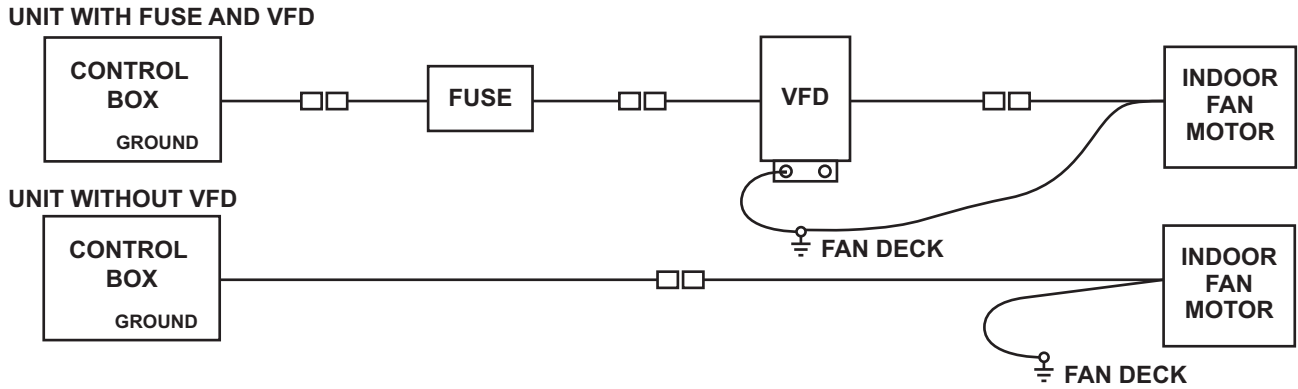 UNIT WITH FUSE AND VFD
CONTROL
BOX
GROUND
FUSE
VFD
INDOOR
FAN
MOTOR
FAN DECK
UNIT WITHOUT VFD
CONTROL
BOX
GROUND
INDOOR
FAN
MOTOR
FAN DECK